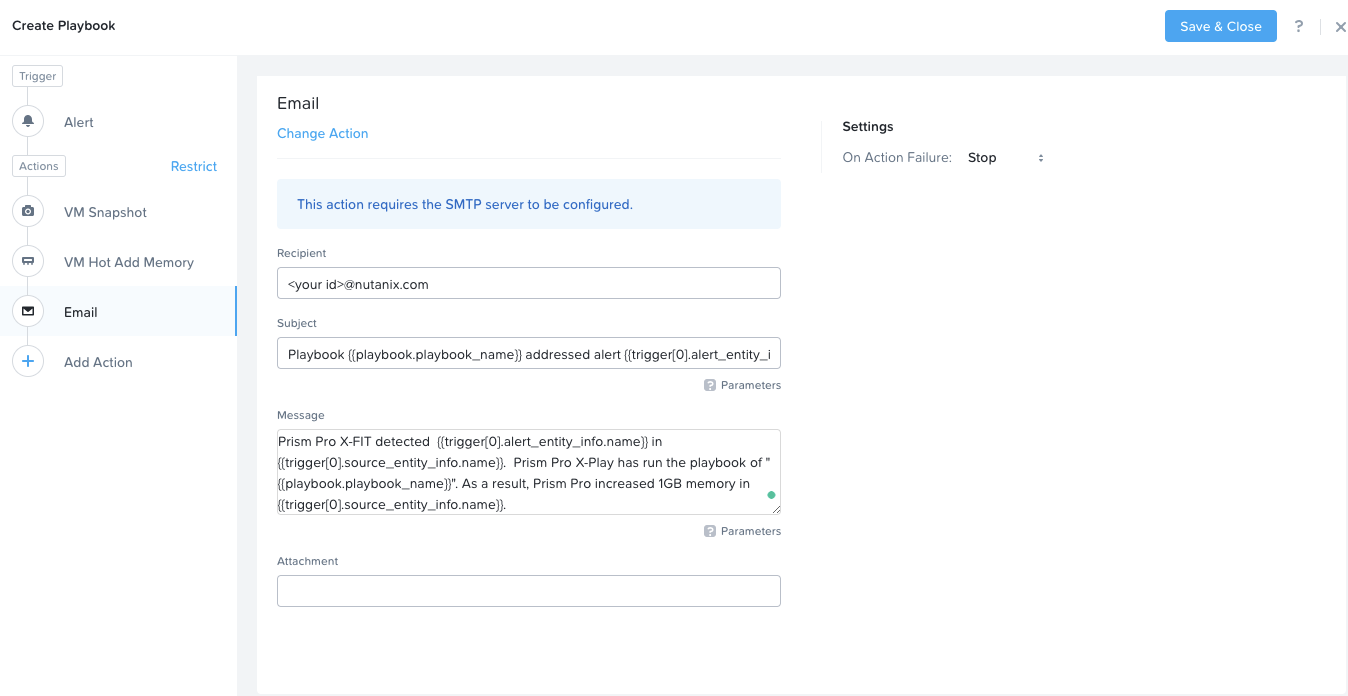 Create Playbook
Save & Close
?
Trigger
Alert
Actions
Restrict
VM Snapshot
VM Hot Add Memory
Email
Add Action
Email
Change Action
This action requires the SMTP server to be configured.
Recipient
<your id>@nutanix.com
Subject
Playbook {{playbook.playbook_name}} addressed alert {{trigger[0].alert_entity_i
? Parameters
Message
Prism Pro X-FIT detected  {{trigger[0].alert_entity_info.name}} in
{{trigger[0].source_entity_info.name}}.  Prism Pro X-Play has run the playbook of "
{{playbook.playbook_name}}". As a result, Prism Pro increased 1GB memory in
{{trigger[0].source_entity_info.name}}.
? Parameters
Attachment
Settings
On Action Failure: Stop